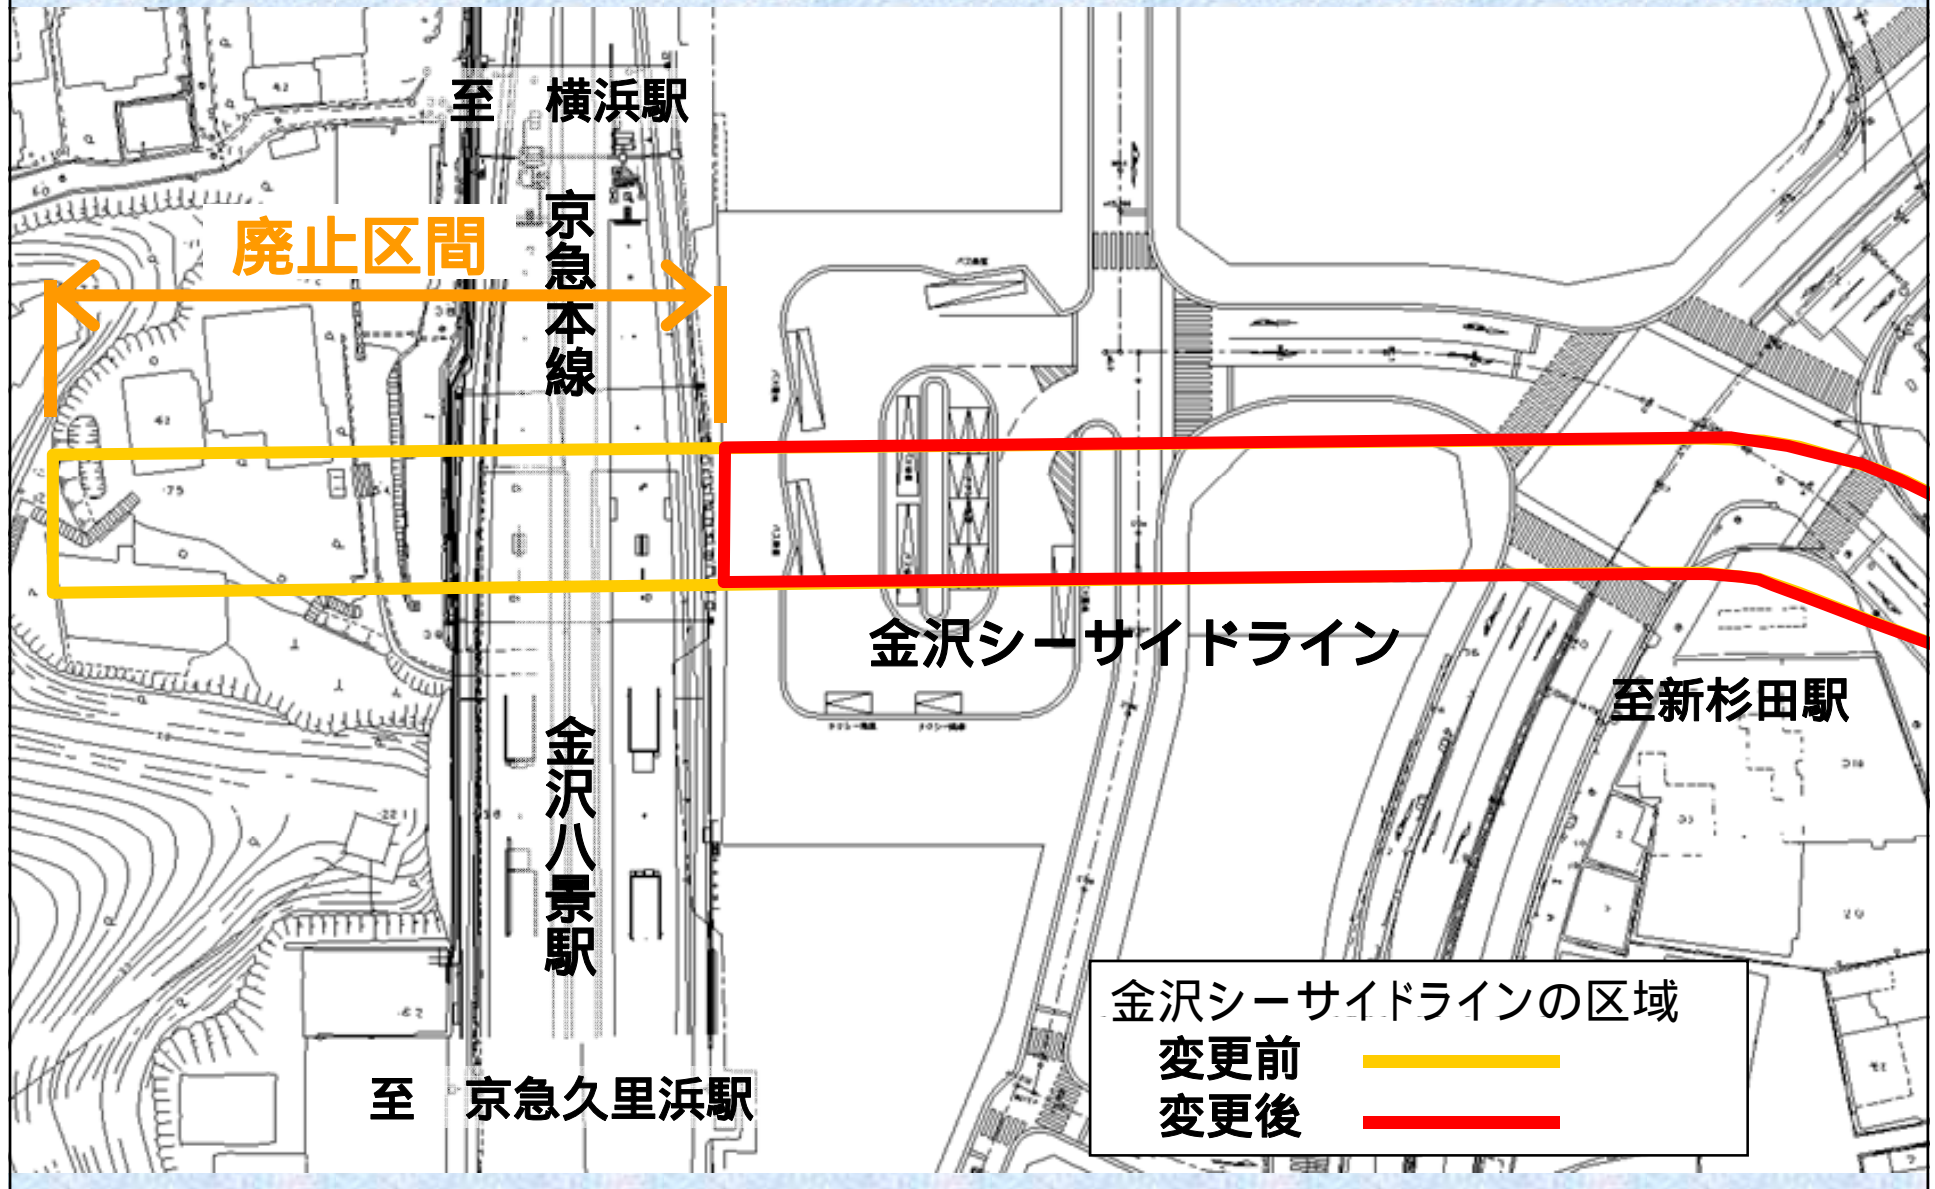 至　横浜駅
廃止区間
京急本線
金沢シーサイドライン
至新杉田駅
金沢八景駅
至　京急久里浜駅
金沢シーサイドラインの区域
変更前
変更後